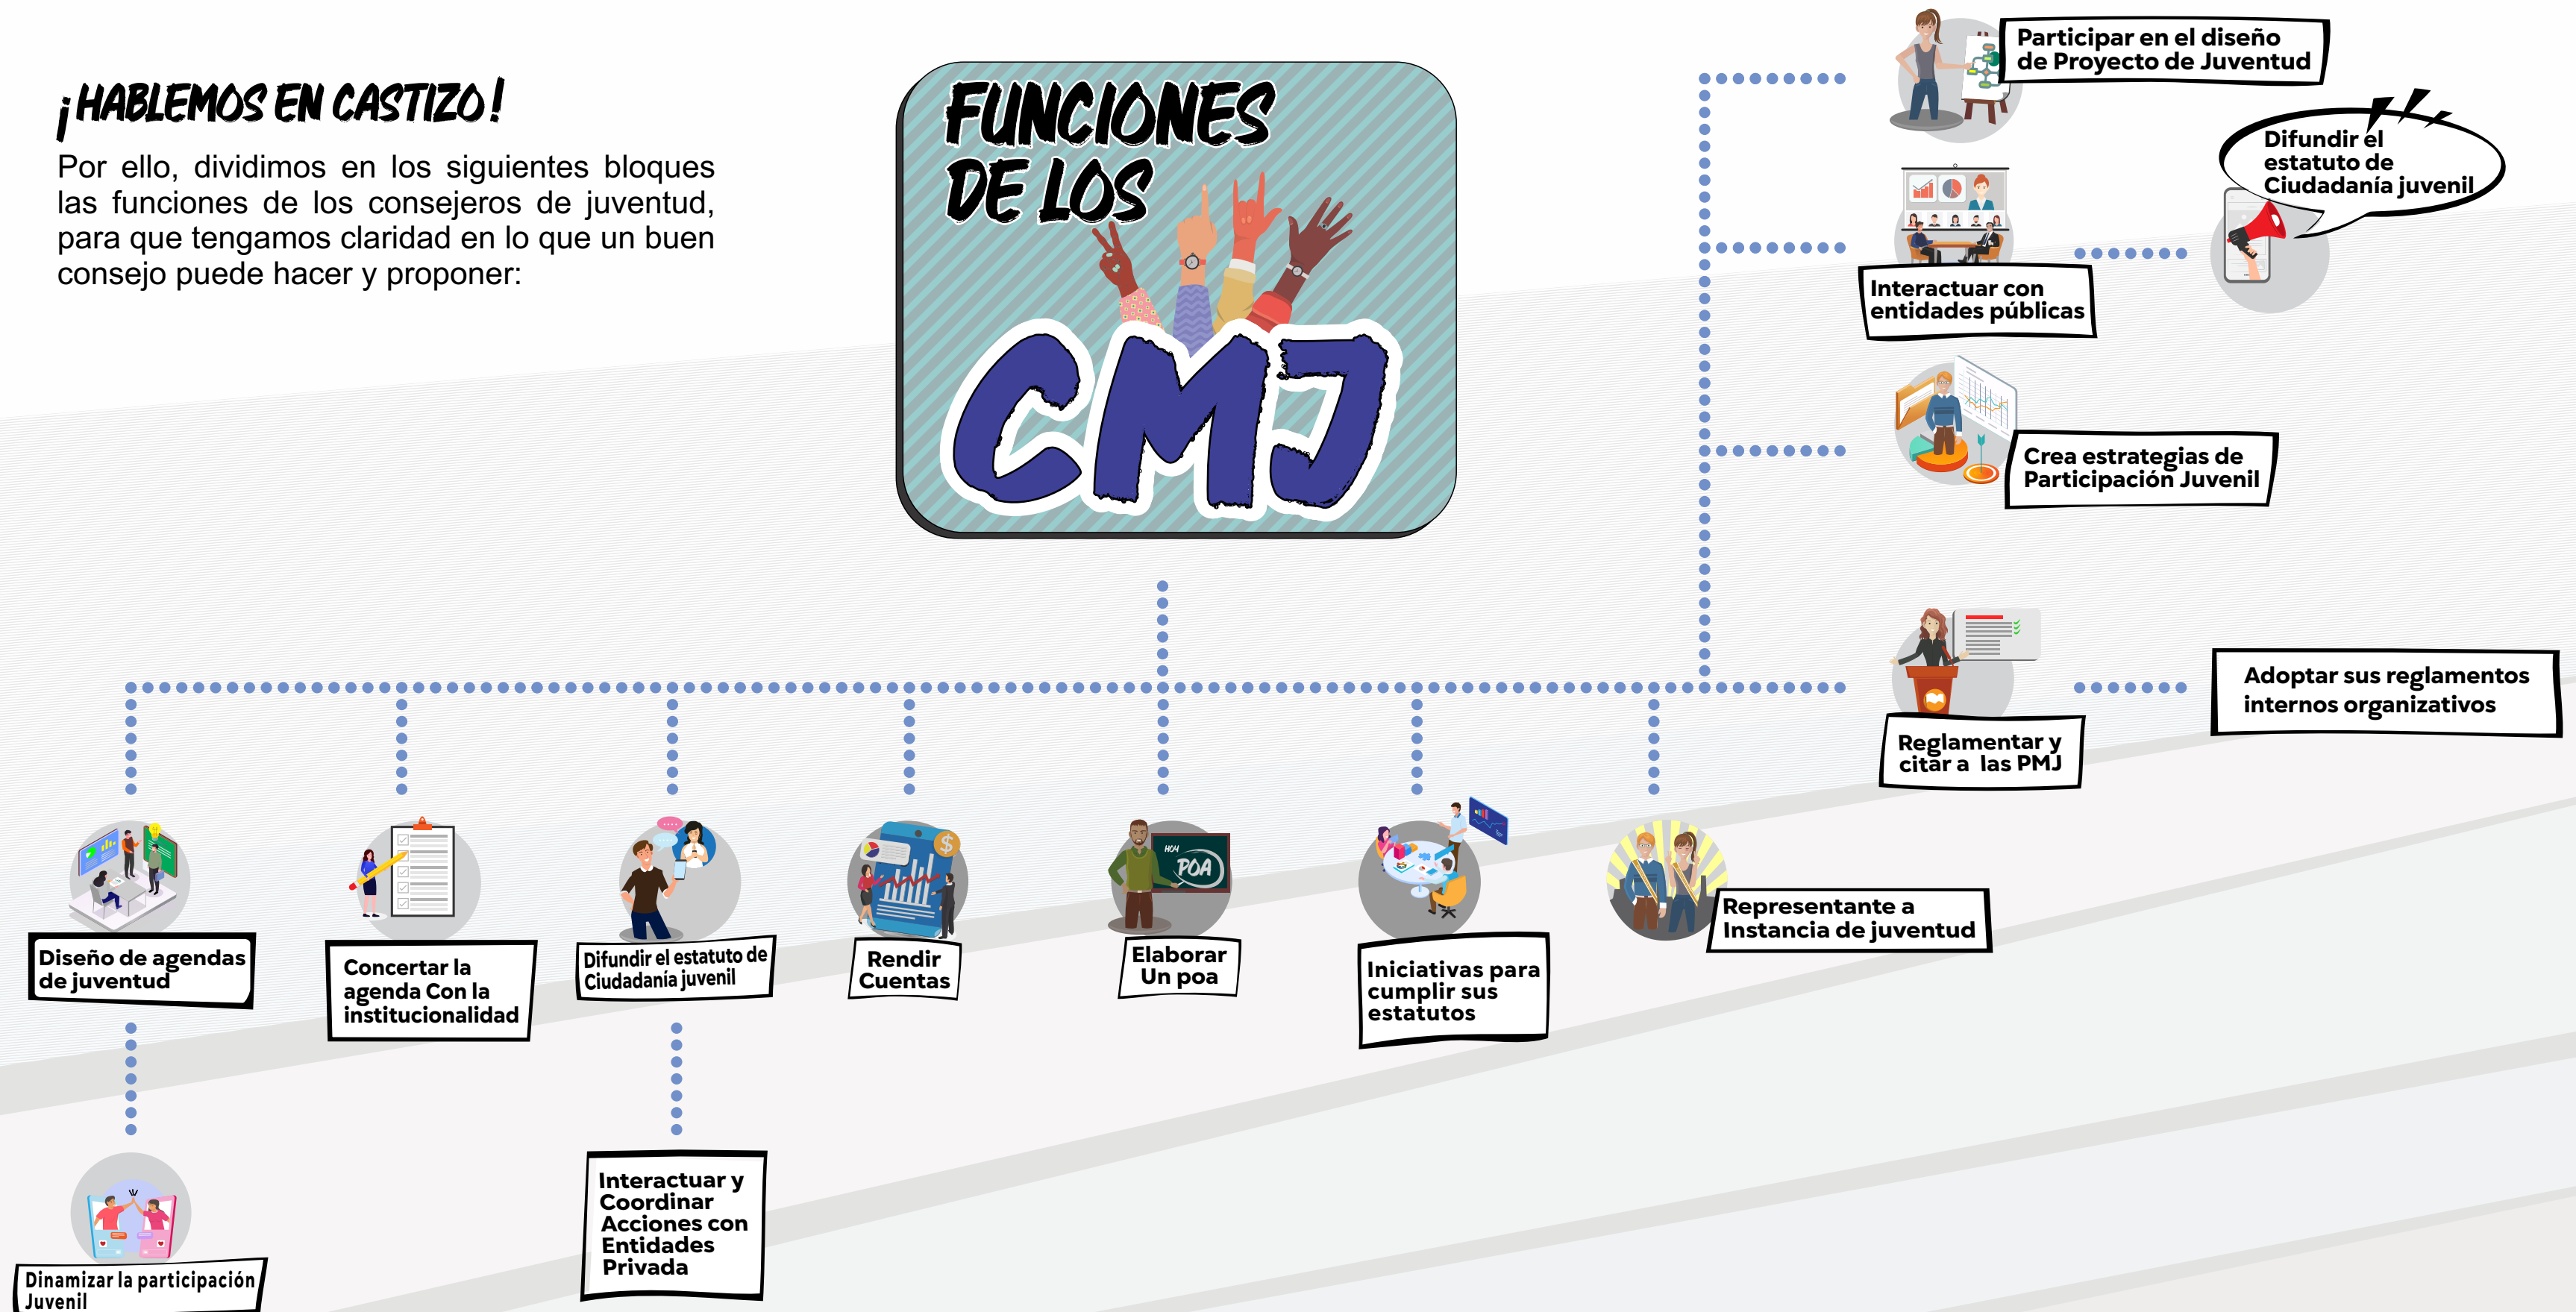 ¡HABLEMOS EN CASTIZO!
Por ello, dividimos en los siguientes bloques
las funciones de los consejeros de juventud,
para que tengamos claridad en lo que un buen
consejo puede hacer y proponer:
FUNCIONES
DE LOS
CMJ
Participar en el diseño
de Proyecto de Juventud
Difundir el
estatuto de
Ciudadanía juvenil
Interactuar con
entidades públicas
Crea estrategias de
Participación Juvenil
Reglamentar y
citar a las PMJ
Adoptar sus reglamentos
internos organizativos
Diseño de agendas
de juventud
Concertar la
agenda Con la
institucionalidad
Difundir el estatuto de
Ciudadanía juvenil
$
Rendir
Cuentas
HOY
POA
Elaborar
Un poa
Iniciativas para
cumplir sus
estatutos
Representante a
Instancia de juventud
Dinamizar la participación
Juvenil
Interactuar y
Coordinar
Acciones con
Entidades
Privada